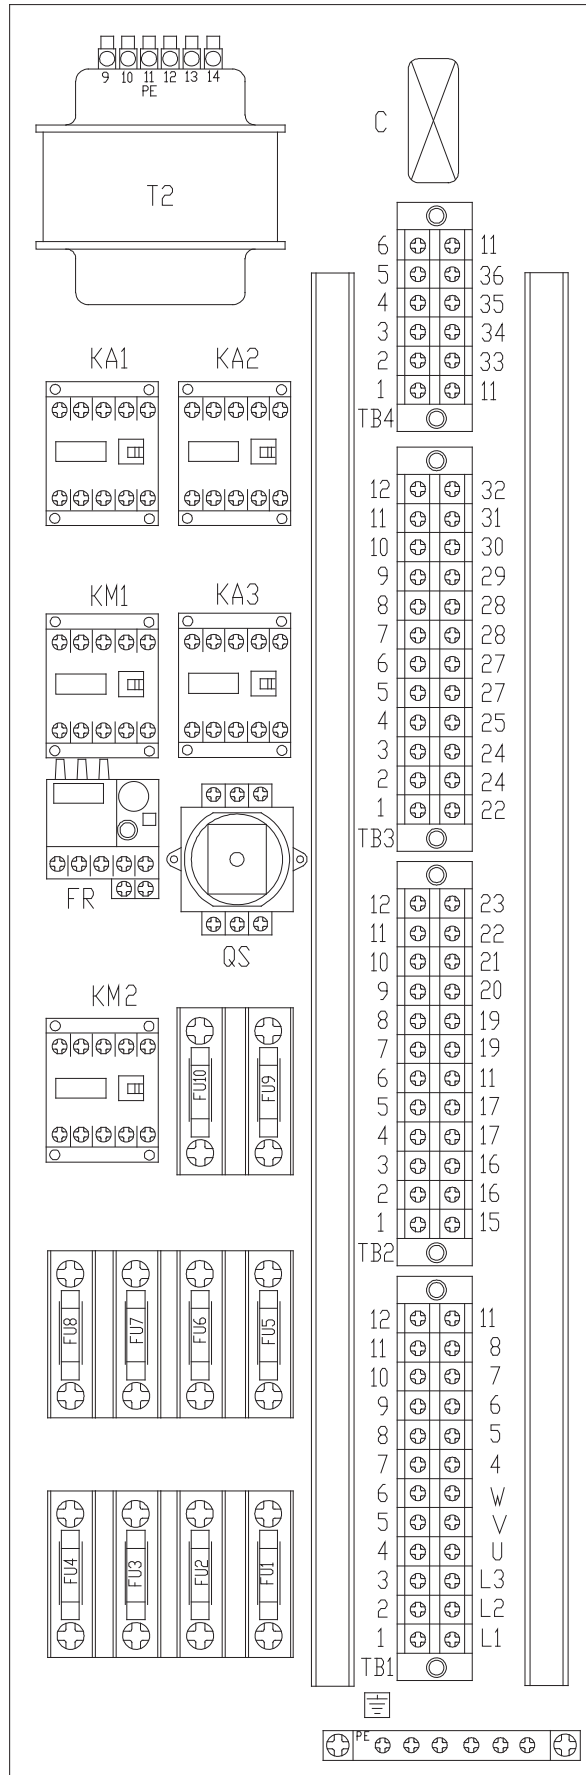 9 10 11 12 13 14
PE
T2
C
6 11
5 36
4 35
3 34
2 33
1 11
TB4
KA1 KA2
12 32
11 31
10 30
9 29
8 28
7 28
6 27
5 27
4 25
3 24
2 24
1 22
TB3
KM1 KA3
FR
QS
12 23
11 22
10 21
9 20
8 19
7 19
6 11
5 17
4 17
3 16
2 16
1 15
TB2
KM2
FU10 FU9
FU8 FU7 FU6 FU5
12 11
11 8
10 7
9 6
8 5
7 4
6 W
5 V
4 U
3 L3
2 L2
1 L1
TB1
FU4 FU3 FU2 FU1
PE